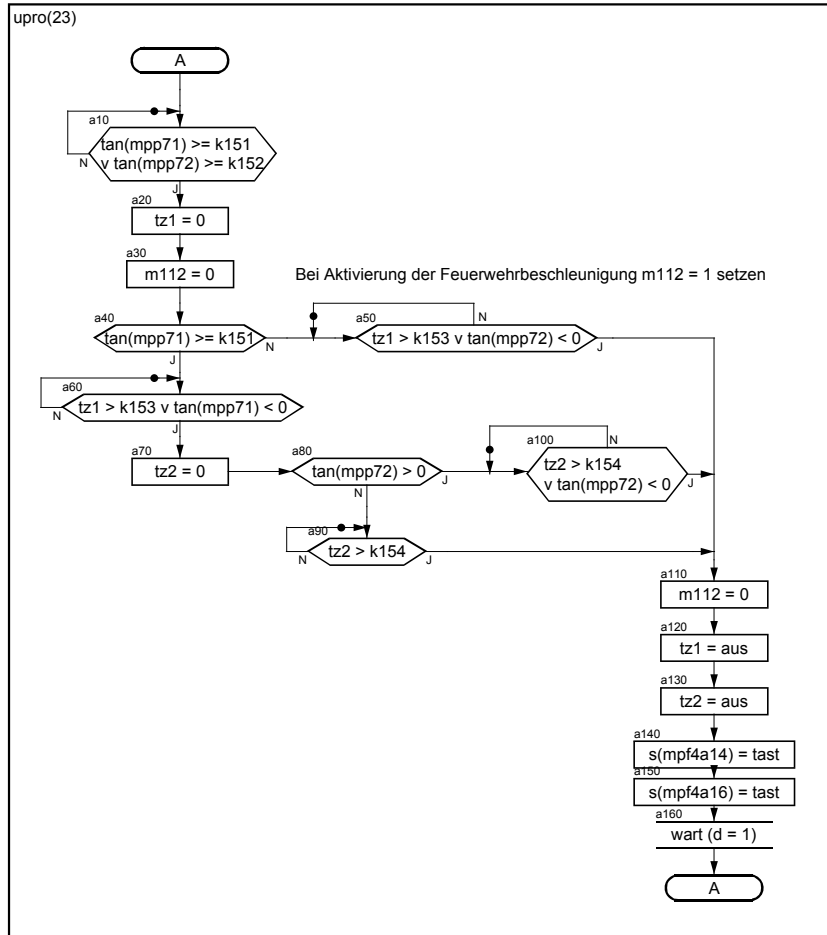 upro(23)
A
a10
tan(mpp71) >= k151
v tan(mpp72) >= k152
N
J
a20
tz1 = 0
a30
m112 = 0
Bei Aktivierung der Feuerwehrbeschleunigung m112 = 1 setzen
a40
tan(mpp71) >= k151
N
J
a50
N
tz1 > k153 v tan(mpp72) < 0
J
a60
tz1 > k153 v tan(mpp71) < 0
N
J
a70
tz2 = 0
a80
tan(mpp72) > 0
J
N
a100
N
tz2 > k154
v tan(mpp72) < 0
J
a90
tz2 > k154
N
J
a110
m112 = 0
a120
tz1 = aus
a130
tz2 = aus
a140
s(mpf4a14) = tast
a150
s(mpf4a16) = tast
a160
wart (d = 1)
A